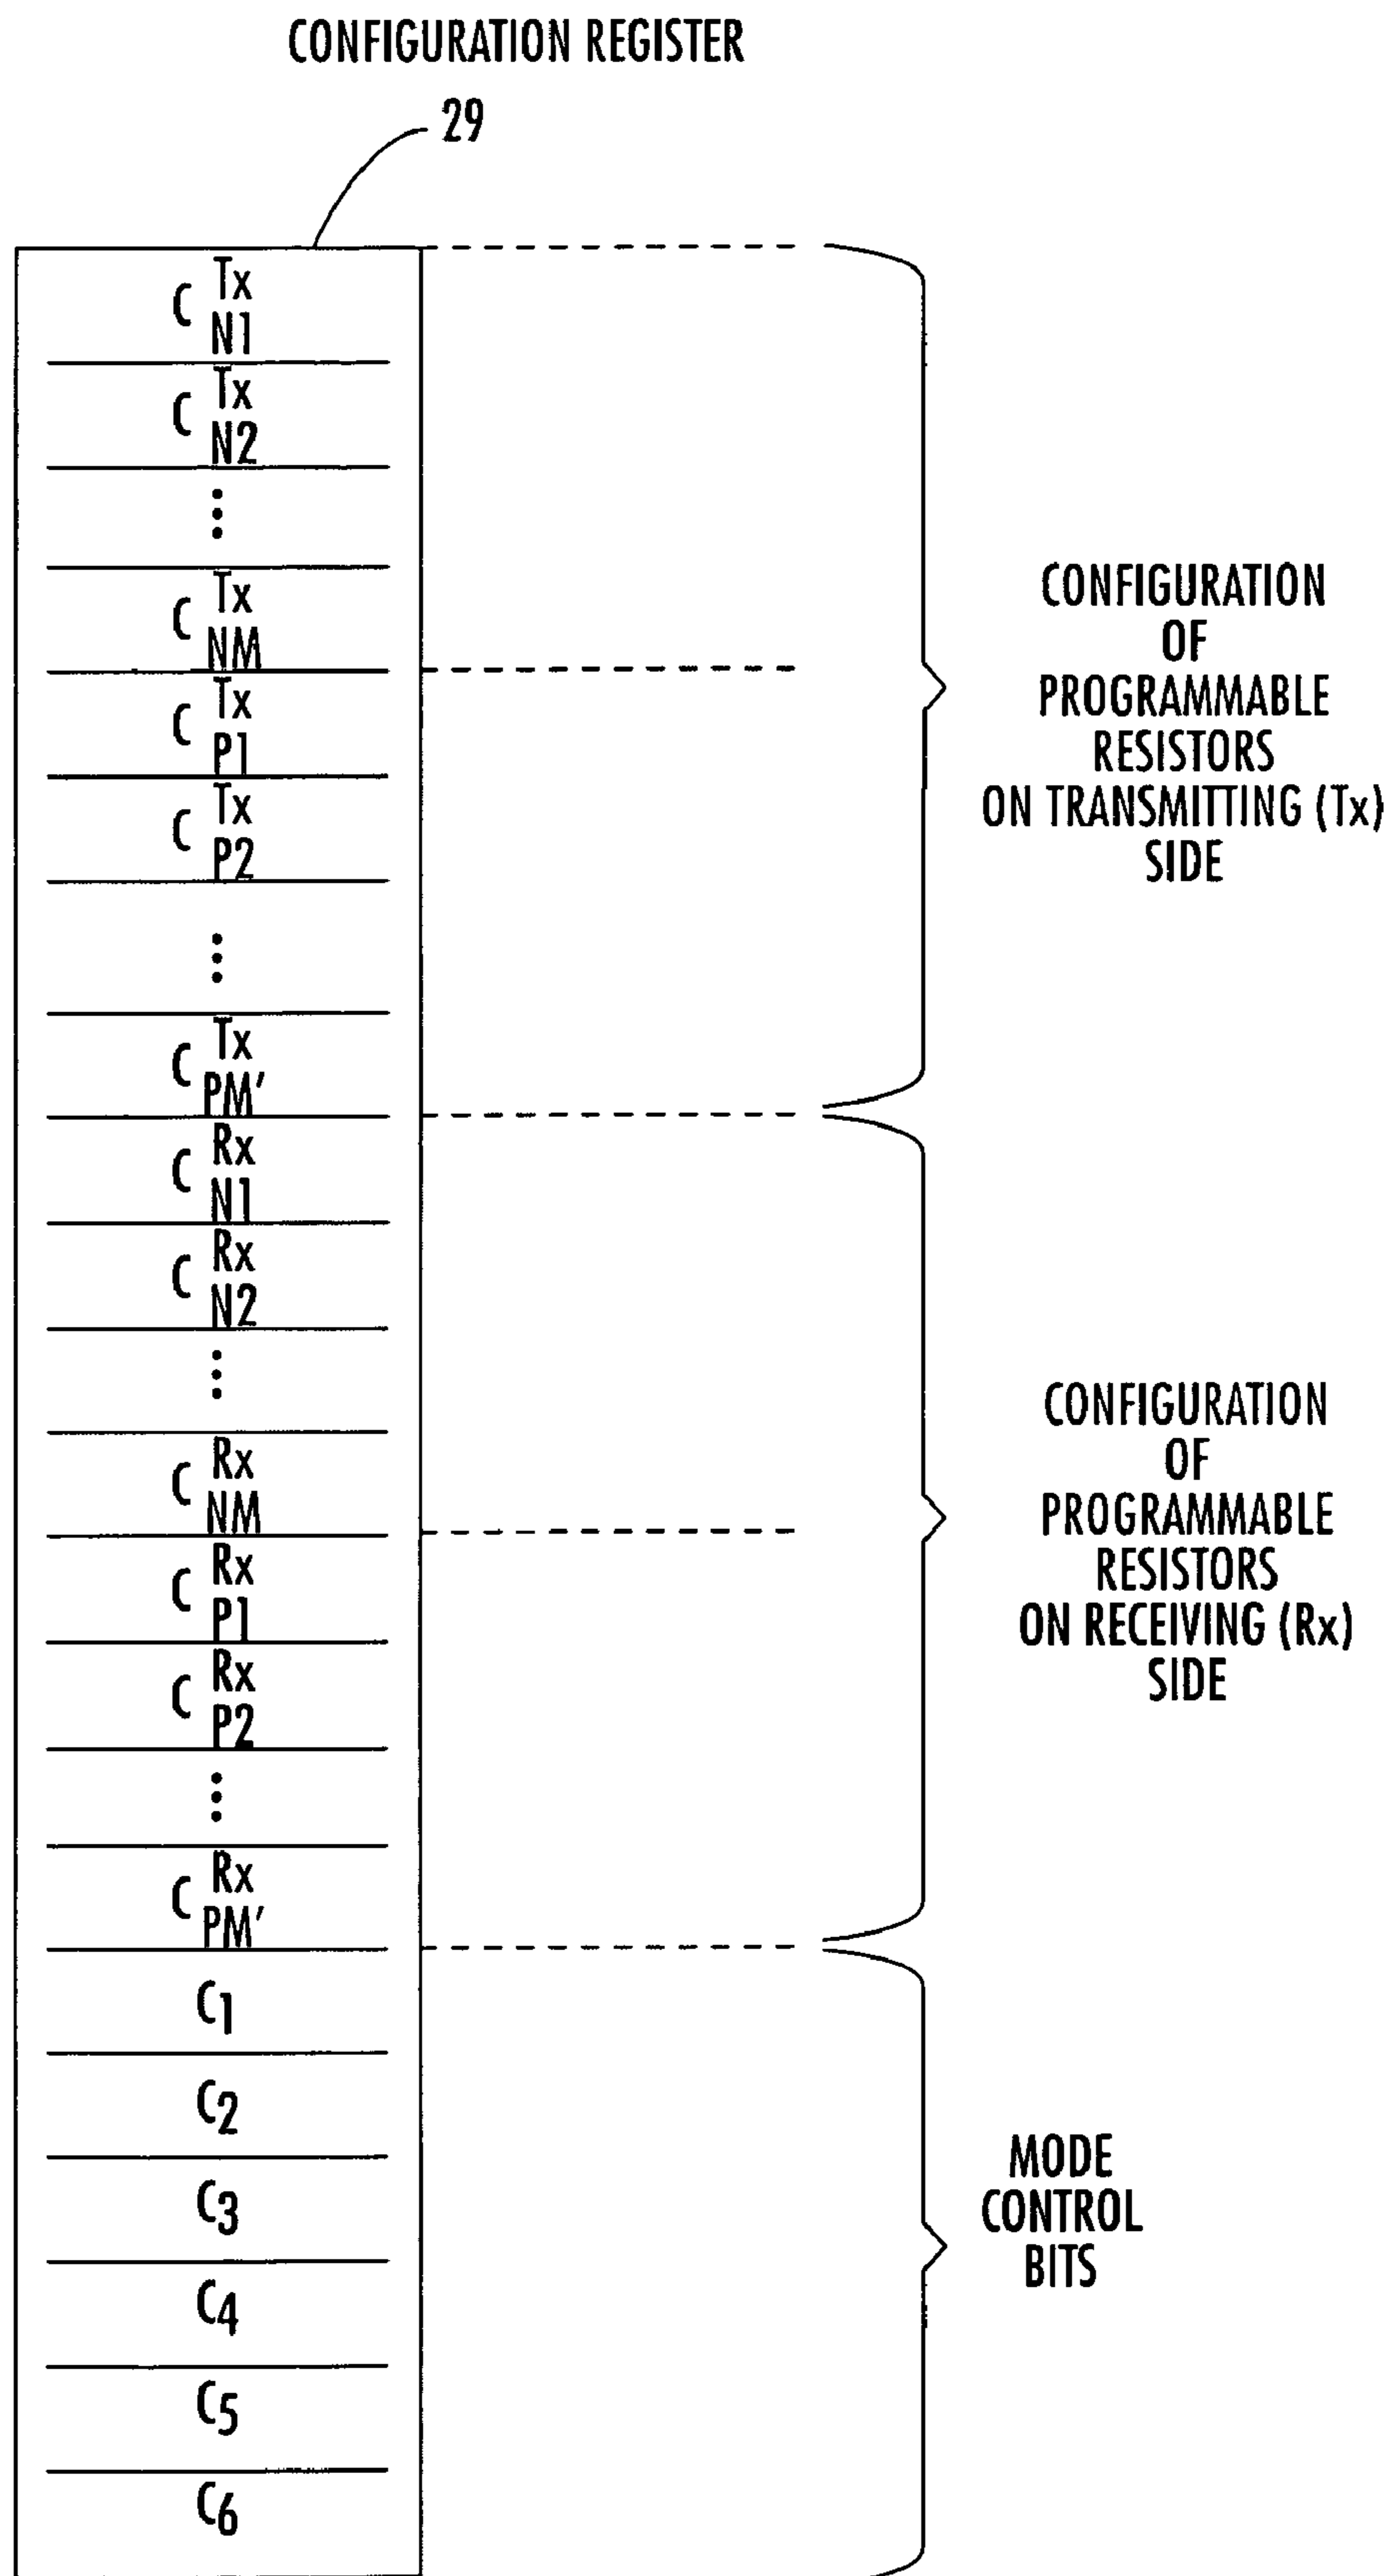 CONFIGURATION REGISTER
29
C Tx N1
C Tx N2
⋮
C Tx NM
C Tx P1
C Tx P2
⋮
C Tx PM′
CONFIGURATION
OF
PROGRAMMABLE
RESISTORS
ON TRANSMITTING (Tx)
SIDE
C Rx N1
C Rx N2
⋮
C Rx NM
C Rx P1
C Rx P2
⋮
C Rx PM′
CONFIGURATION
OF
PROGRAMMABLE
RESISTORS
ON RECEIVING (Rx)
SIDE
C1
C2
C3
C4
C5
C6
MODE
CONTROL
BITS